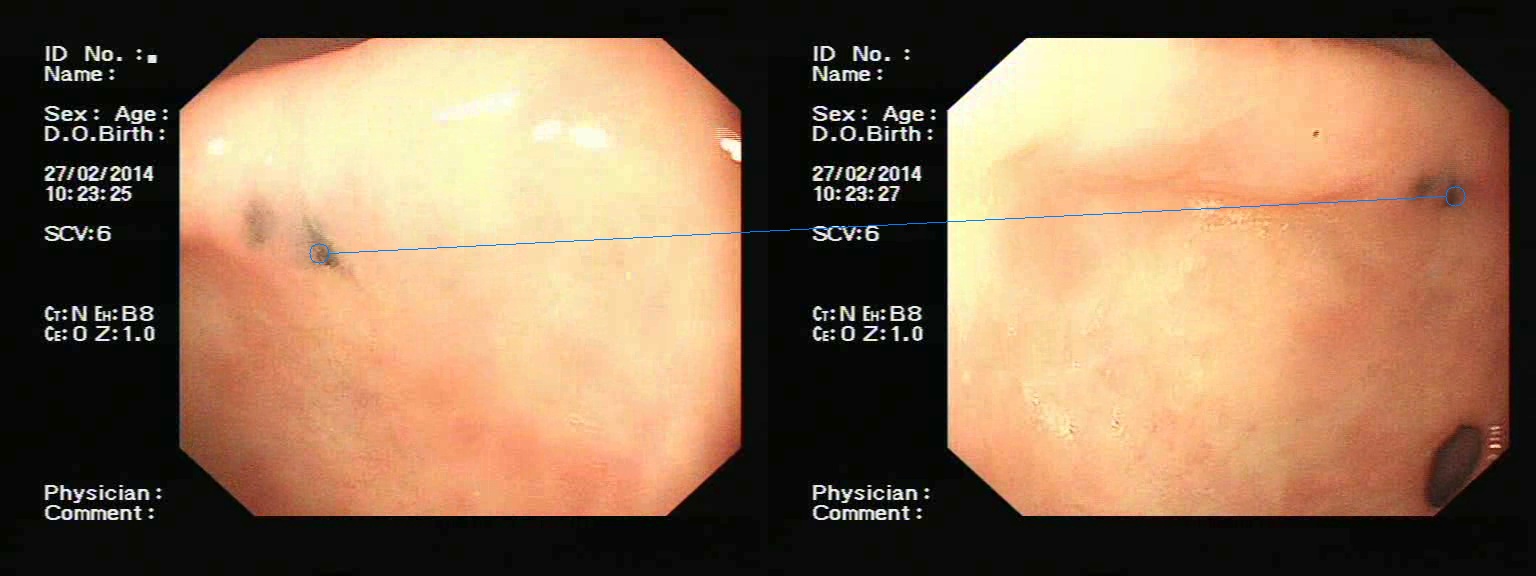 ID No. :
Name:
Sex: Age:
D.O.Birth:
27/02/2014
10:23:25
SCV:6
CT:N EH:B8
CE:0 Z:1.0
Physician:
Comment:
ID No. :
Name:
Sex: Age:
D.O.Birth:
27/02/2014
10:23:27
SCV:6
CT:N EH:B8
CE:0 Z:1.0
Physician:
Comment: